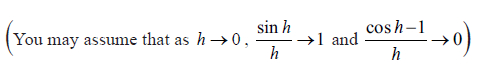 (You may assume that as h → 0, sin h / h → 1 and cos h − 1 / h → 0)